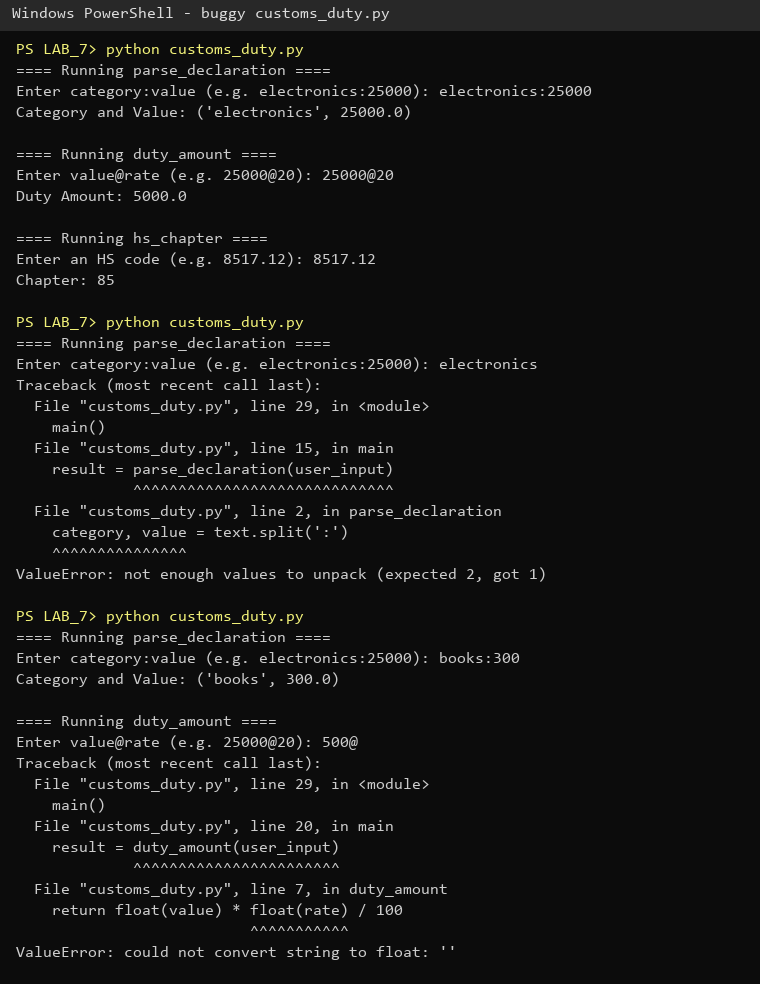 Windows PowerShell - buggy customs_duty.py
PS LAB_7> python customs_duty.py
==== Running parse_declaration ====
Enter category:value (e.g. electronics:25000): electronics:25000
Category and Value: ('electronics', 25000.0)

==== Running duty_amount ====
Enter value@rate (e.g. 25000@20): 25000@20
Duty Amount: 5000.0

==== Running hs_chapter ====
Enter an HS code (e.g. 8517.12): 8517.12
Chapter: 85

PS LAB_7> python customs_duty.py
==== Running parse_declaration ====
Enter category:value (e.g. electronics:25000): electronics
Traceback (most recent call last):
  File "customs_duty.py", line 29, in <module>
    main()
  File "customs_duty.py", line 15, in main
    result = parse_declaration(user_input)
             ^^^^^^^^^^^^^^^^^^^^^^^^^^^^^
  File "customs_duty.py", line 2, in parse_declaration
    category, value = text.split(':')
    ^^^^^^^^^^^^^^^
ValueError: not enough values to unpack (expected 2, got 1)

PS LAB_7> python customs_duty.py
==== Running parse_declaration ====
Enter category:value (e.g. electronics:25000): books:300
Category and Value: ('books', 300.0)

==== Running duty_amount ====
Enter value@rate (e.g. 25000@20): 500@
Traceback (most recent call last):
  File "customs_duty.py", line 29, in <module>
    main()
  File "customs_duty.py", line 20, in main
    result = duty_amount(user_input)
             ^^^^^^^^^^^^^^^^^^^^^^^
  File "customs_duty.py", line 7, in duty_amount
    return float(value) * float(rate) / 100
                          ^^^^^^^^^^^
ValueError: could not convert string to float: ''